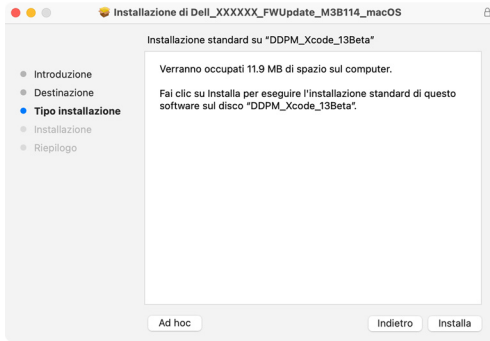 Installazione di Dell_XXXXXX_FWUpdate_M3B114_macOS
Installazione standard su “DDPM_Xcode_13Beta”
Introduzione
Destinazione
Tipo installazione
Installazione
Riepilogo
Verranno occupati 11.9 MB di spazio sul computer.
Fai clic su Installa per eseguire l'installazione standard di questo
software sul disco “DDPM_Xcode_13Beta”.
Ad hoc
Indietro
Installa